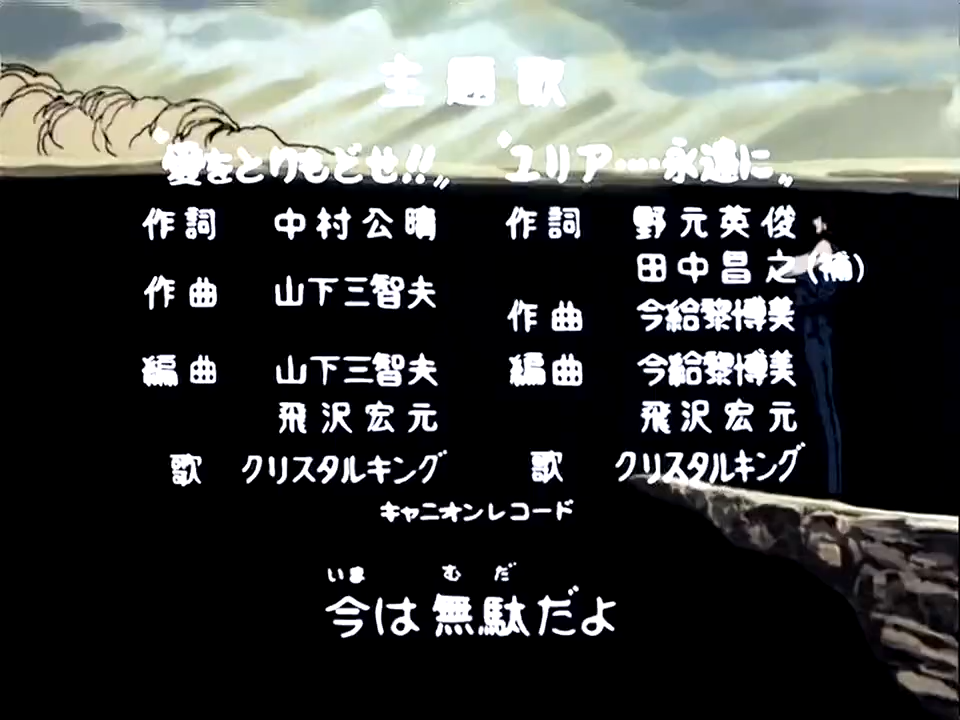 主題歌
“愛をとりもどせ!!„
作詞 中村公晴
作曲 山下三智夫
編曲 山下三智夫
飛沢宏元
歌 クリスタルキング
“ユリア…永遠に„
作詞 野元英俊
田中昌之(補)
作曲 今給黎博美
編曲 今給黎博美
飛沢宏元
歌 クリスタルキング
キャニオンレコード
いま むだ
今は無駄だよ